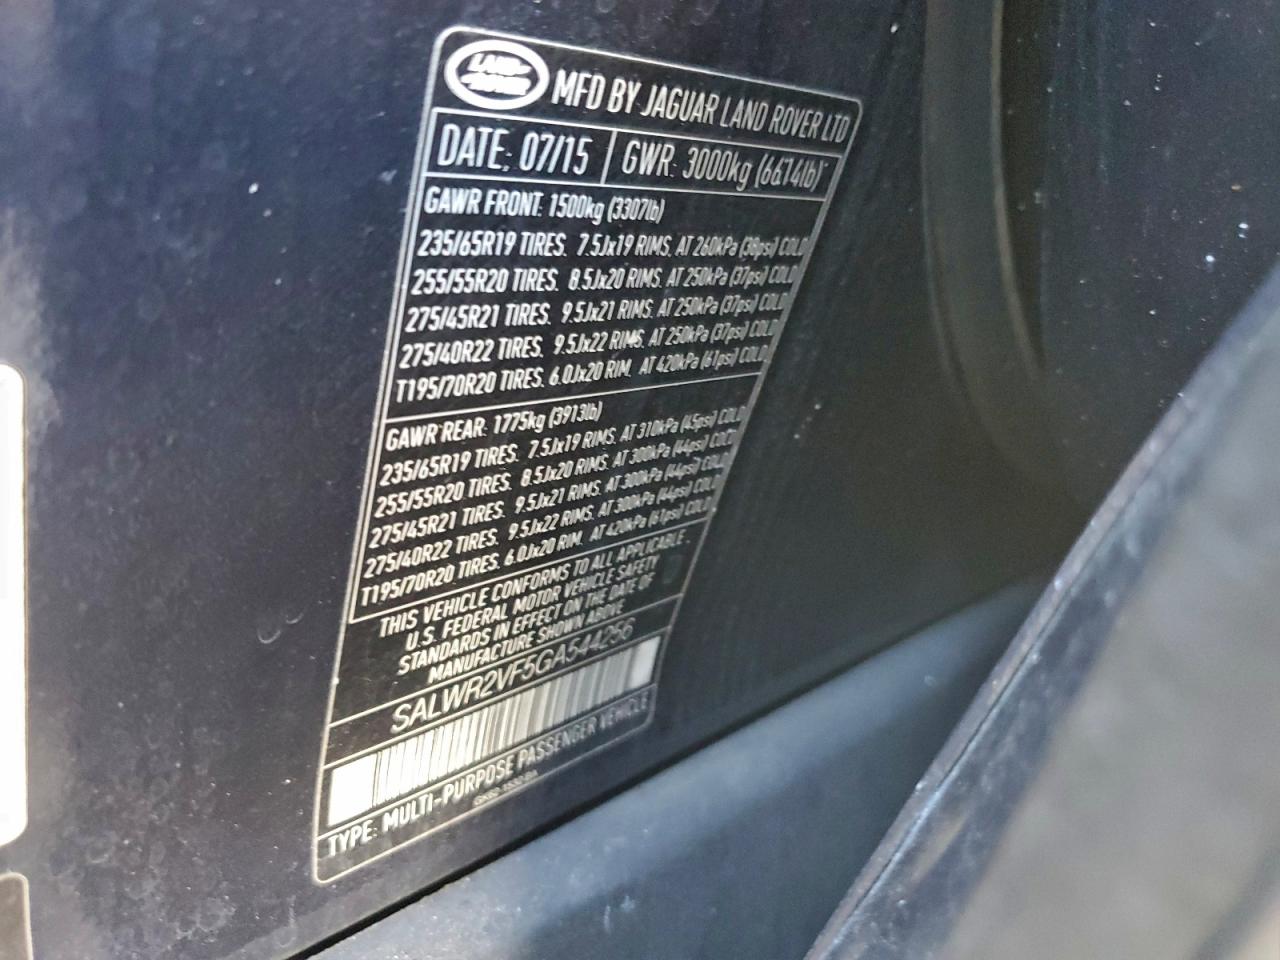 LAND ROVER
MFD BY JAGUAR LAND ROVER LTD
DATE: 07/15
GWR: 3000kg (6614lb)
GAWR FRONT: 1500kg (3307lb)
235/65R19 TIRES. 7.5Jx19 RIMS. AT 260kPa (38psi) COLD
255/55R20 TIRES. 8.5Jx20 RIMS. AT 250kPa (37psi) COLD
275/45R21 TIRES. 9.5Jx21 RIMS. AT 250kPa (37psi) COLD
275/40R22 TIRES. 9.5Jx22 RIMS. AT 250kPa (37psi) COLD
T195/70R20 TIRES. 6.0Jx20 RIM. AT 420kPa (61psi) COLD
GAWR REAR: 1775kg (3913lb)
235/65R19 TIRES. 7.5Jx19 RIMS. AT 310kPa (45psi) COLD
255/55R20 TIRES. 8.5Jx20 RIMS. AT 300kPa (44psi) COLD
275/45R21 TIRES. 9.5Jx21 RIMS. AT 300kPa (44psi) COLD
275/40R22 TIRES. 9.5Jx22 RIMS. AT 300kPa (44psi) COLD
T195/70R20 TIRES. 6.0Jx20 RIM. AT 420kPa (61psi) COLD
THIS VEHICLE CONFORMS TO ALL APPLICABLE
U.S. FEDERAL MOTOR VEHICLE SAFETY
STANDARDS IN EFFECT ON THE DATE OF
MANUFACTURE SHOWN ABOVE
SALWR2VF5GA544256
TYPE: MULTI-PURPOSE PASSENGER VEHICLE